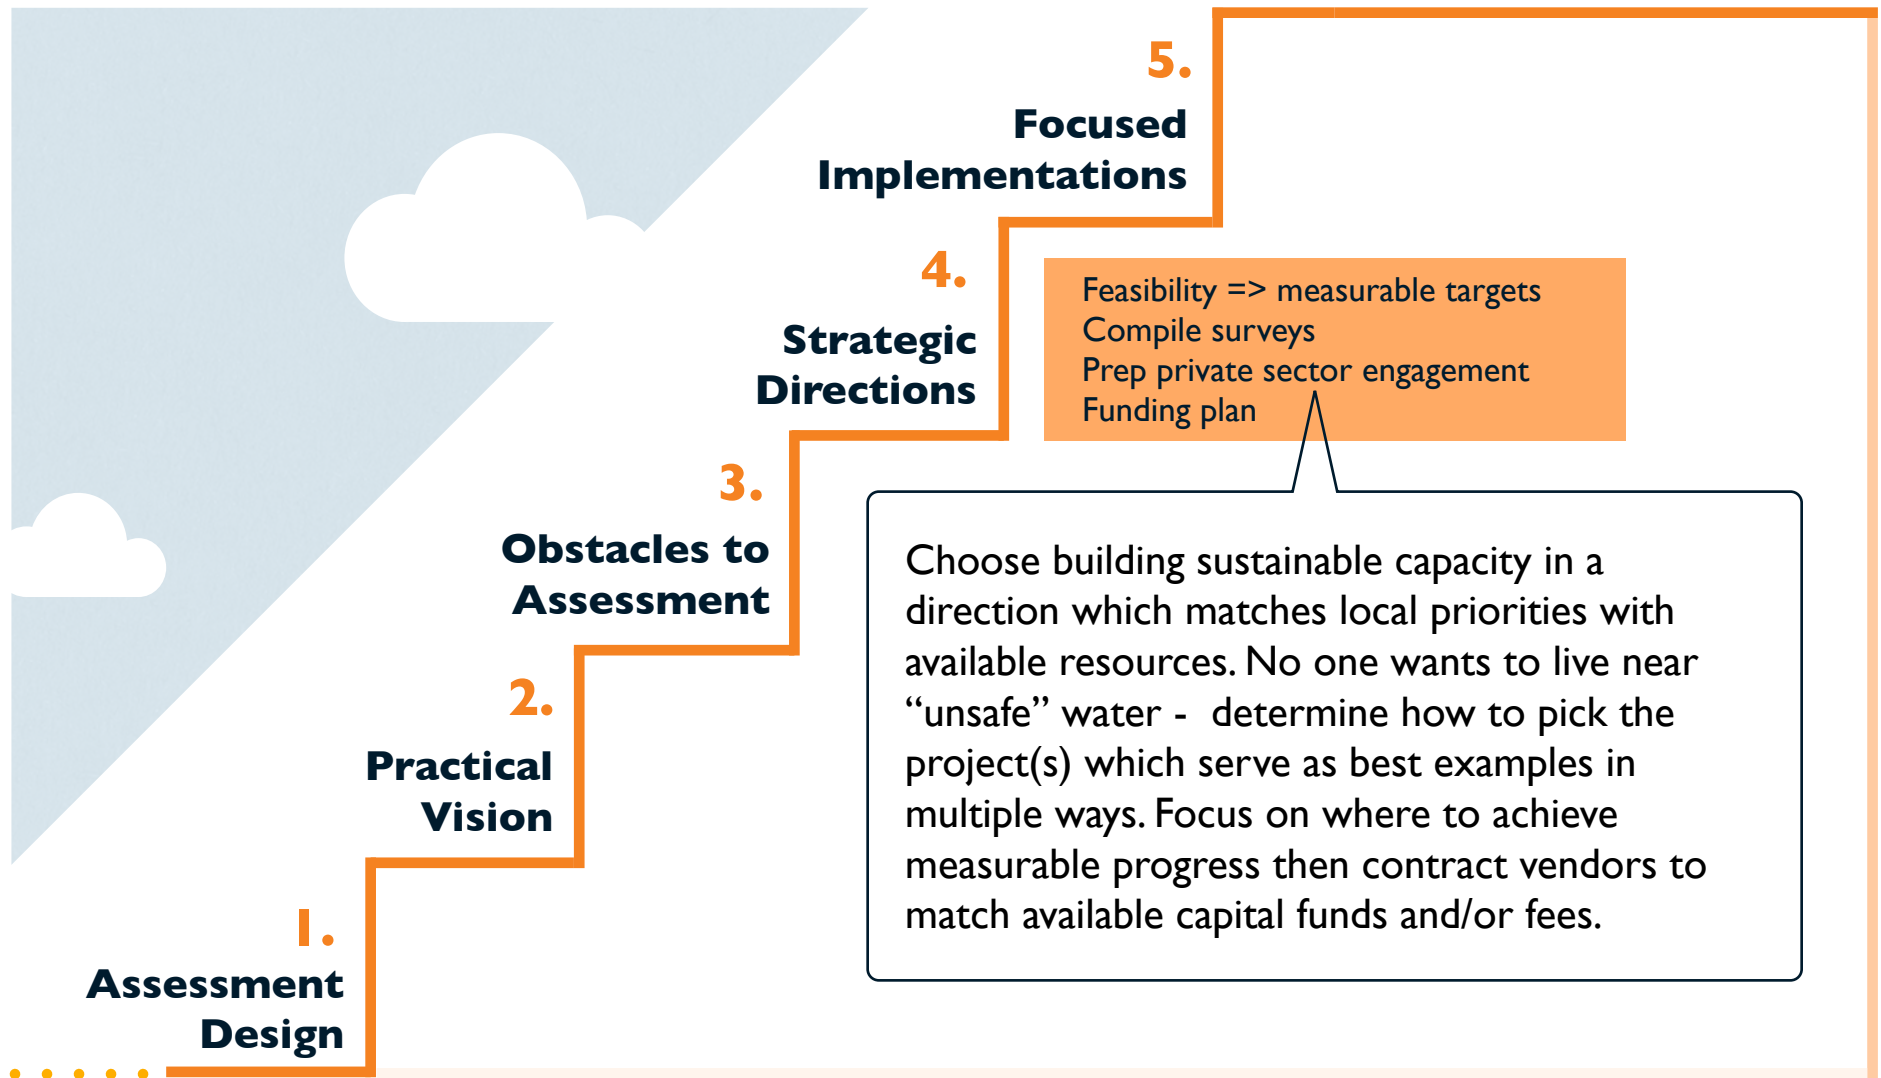 5.
Focused
Implementations
4.
Strategic
Directions
Feasibility => measurable targets
Compile surveys
Prep private sector engagement
Funding plan
3.
Obstacles to
Assessment
Choose building sustainable capacity in a
direction which matches local priorities with
available resources. No one wants to live near
“unsafe” water -  determine how to pick the
project(s) which serve as best examples in
multiple ways. Focus on where to achieve
measurable progress then contract vendors to
match available capital funds and/or fees.
2.
Practical
Vision
1.
Assessment
Design